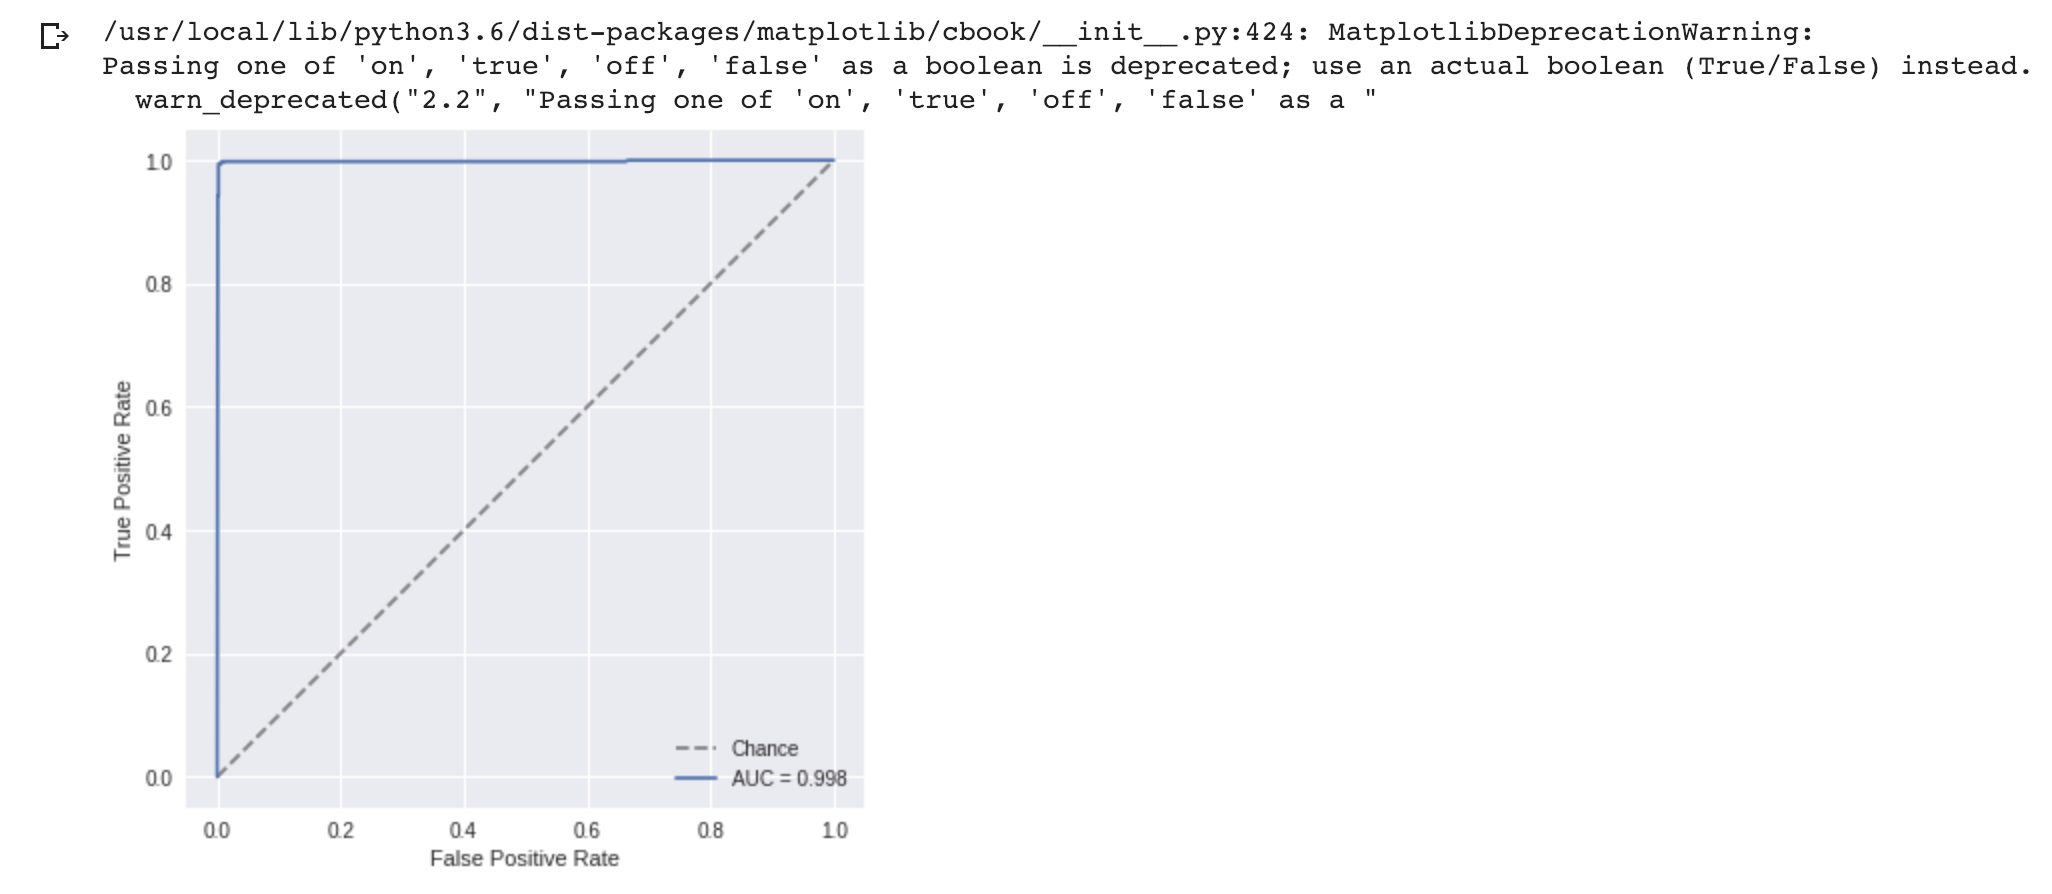 /usr/local/lib/python3.6/dist-packages/matplotlib/cbook/__init__.py:424: MatplotlibDeprecationWarning:
Passing one of 'on', 'true', 'off', 'false' as a boolean is deprecated; use an actual boolean (True/False) instead.
warn_deprecated("2.2", "Passing one of 'on', 'true', 'off', 'false' as a "
1.0
0.8
0.6
0.4
0.2
0.0
True Positive Rate
Chance
AUC = 0.998
0.0 0.2 0.4 0.6 0.8 1.0
False Positive Rate